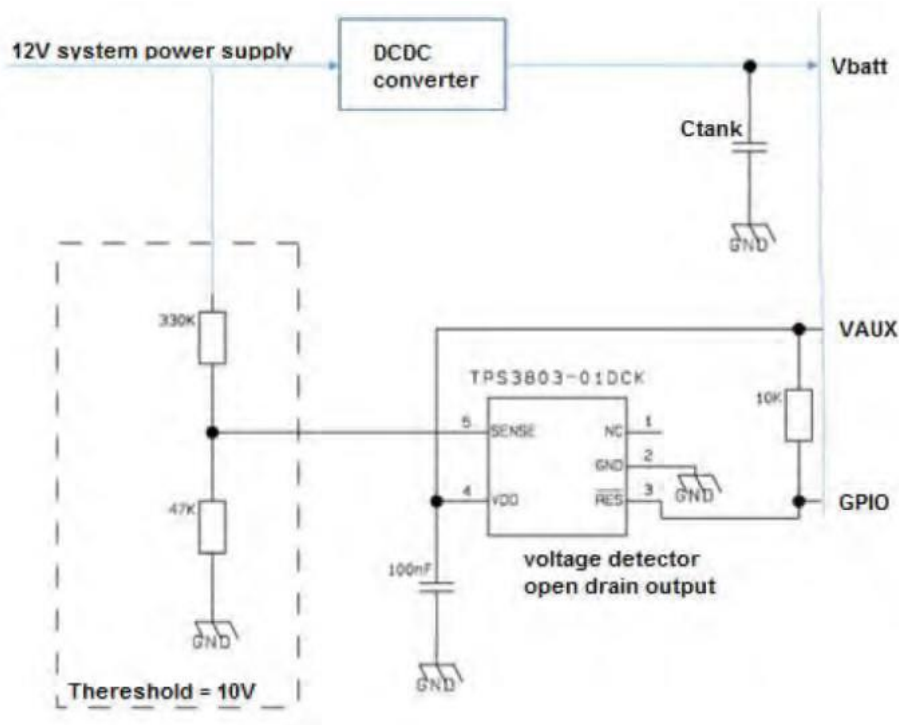 12V system power supply
DCDC
converter
Vbatt
Ctank
GND
330K
VAUX
TPS3803-01DCK
10K
5
SENSE
NC
1
GND
2
GND
4
VDD
RES
3
GPIO
47K
voltage detector
open drain output
100nF
GND
GND
Thereshold = 10V